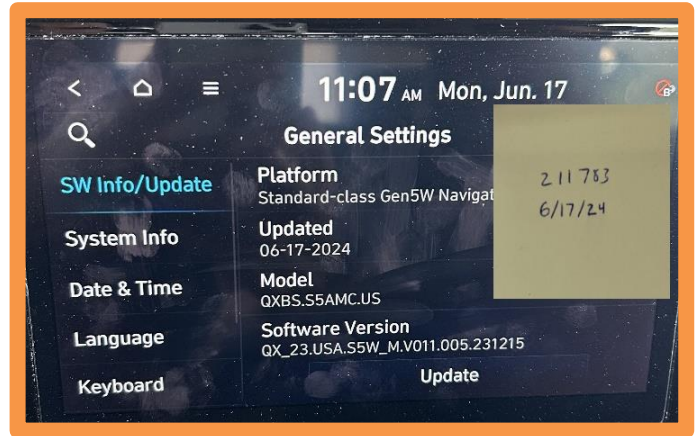 11:07 AM Mon, Jun. 17
General Settings
SW Info/Update
System Info
Date & Time
Language
Keyboard
Platform
Standard-class Gen5W Navigat
Updated
06-17-2024
Model
QXBS.S5AMC.US
Software Version
QX_23.USA.S5W_M.V011.005.231215
Update
211783
6/17/24